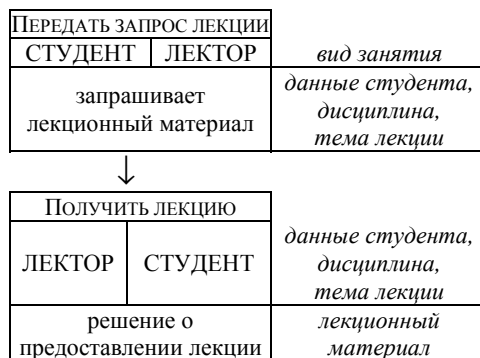 ПЕРЕДАТЬ ЗАПРОС ЛЕКЦИИ
СТУДЕНТ ЛЕКТОР вид занятия
запрашивает
лекционный материал
данные студента,
дисциплина,
тема лекции
↓
ПОЛУЧИТЬ ЛЕКЦИЮ
ЛЕКТОР СТУДЕНТ
данные студента,
дисциплина,
тема лекции
решение о
предоставлении лекции
лекционный
материал